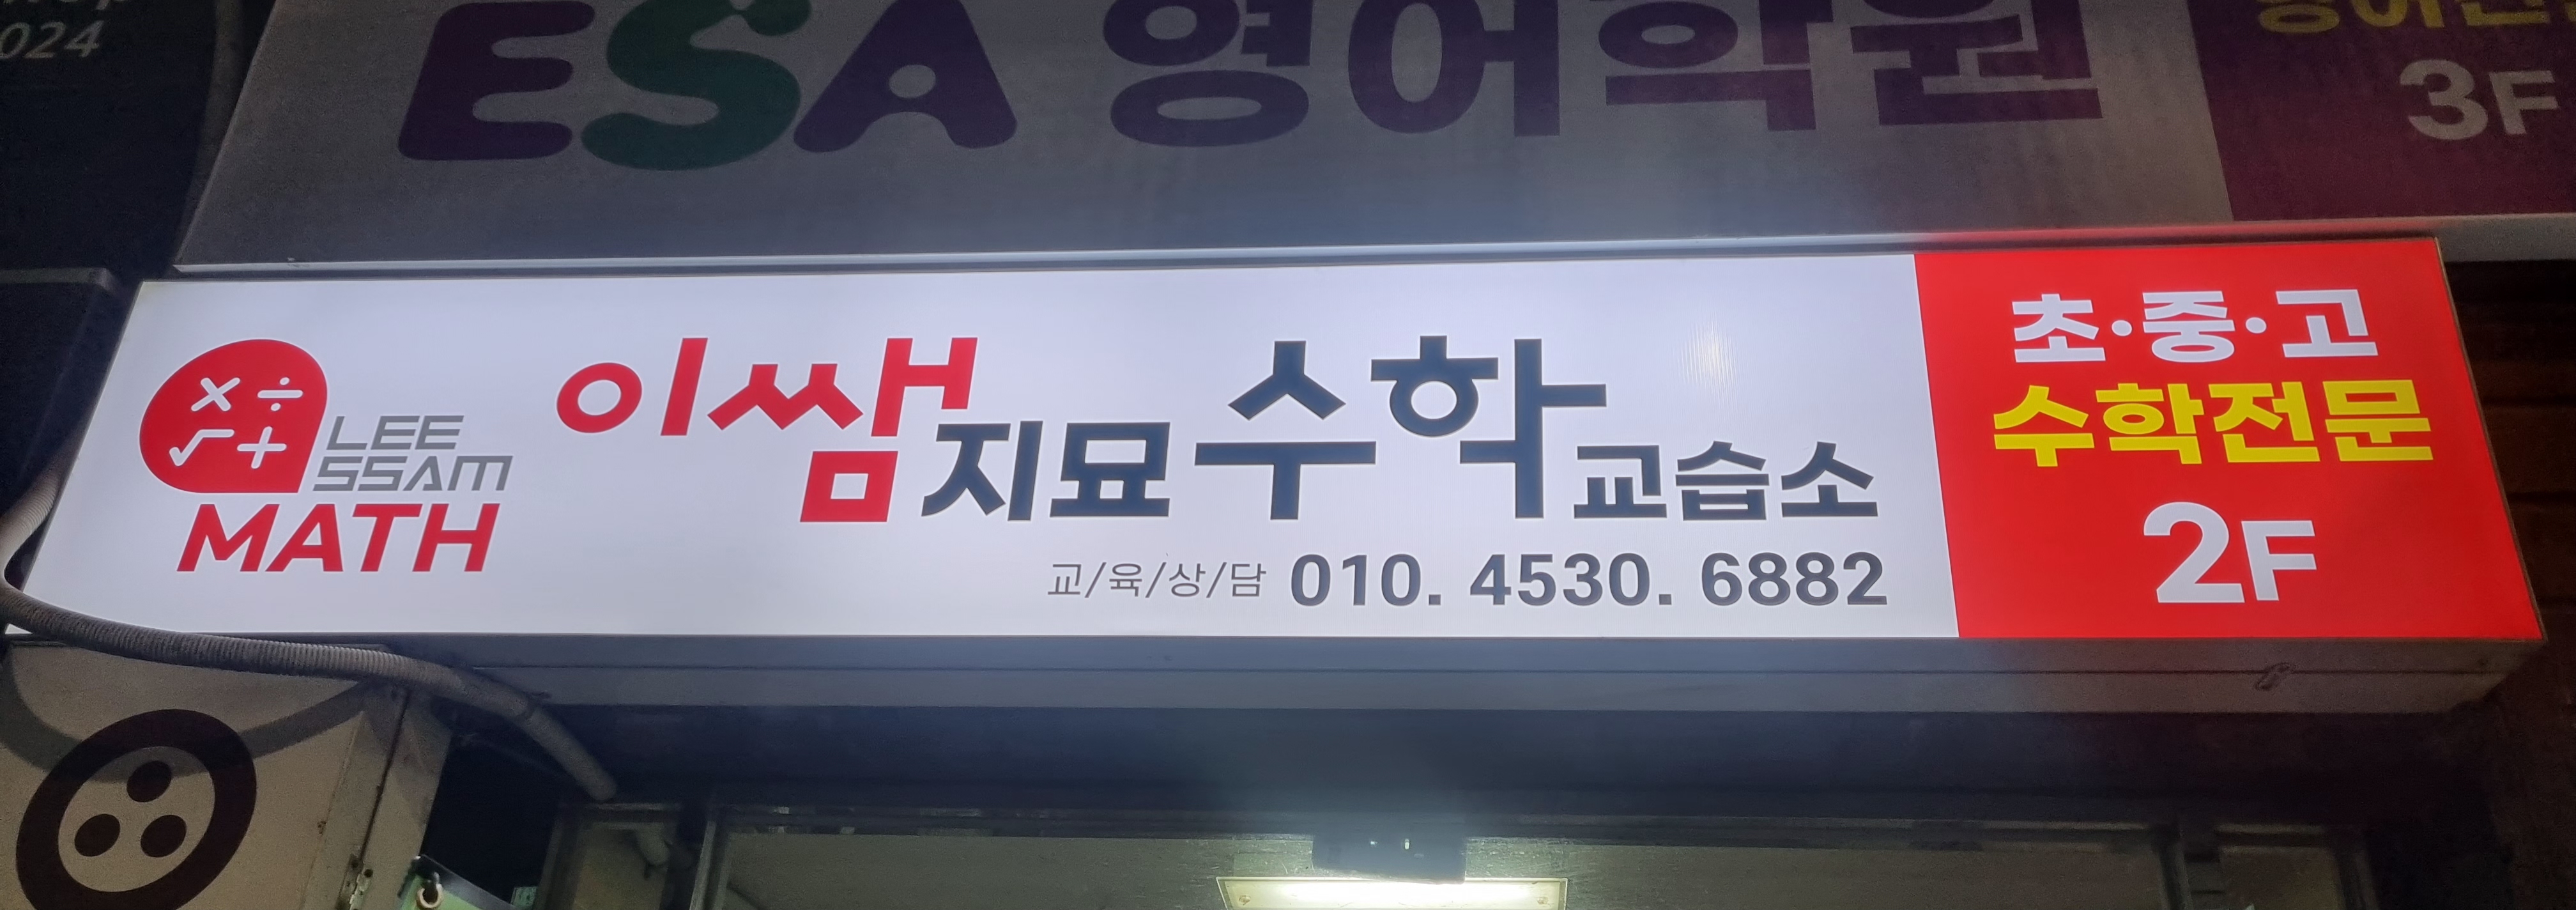 024
ESA 영어학원
3F
LEE
SSAM
MATH
이쌤지묘수학교습소
교/육/상/담 010. 4530. 6882
초·중·고
수학전문
2F